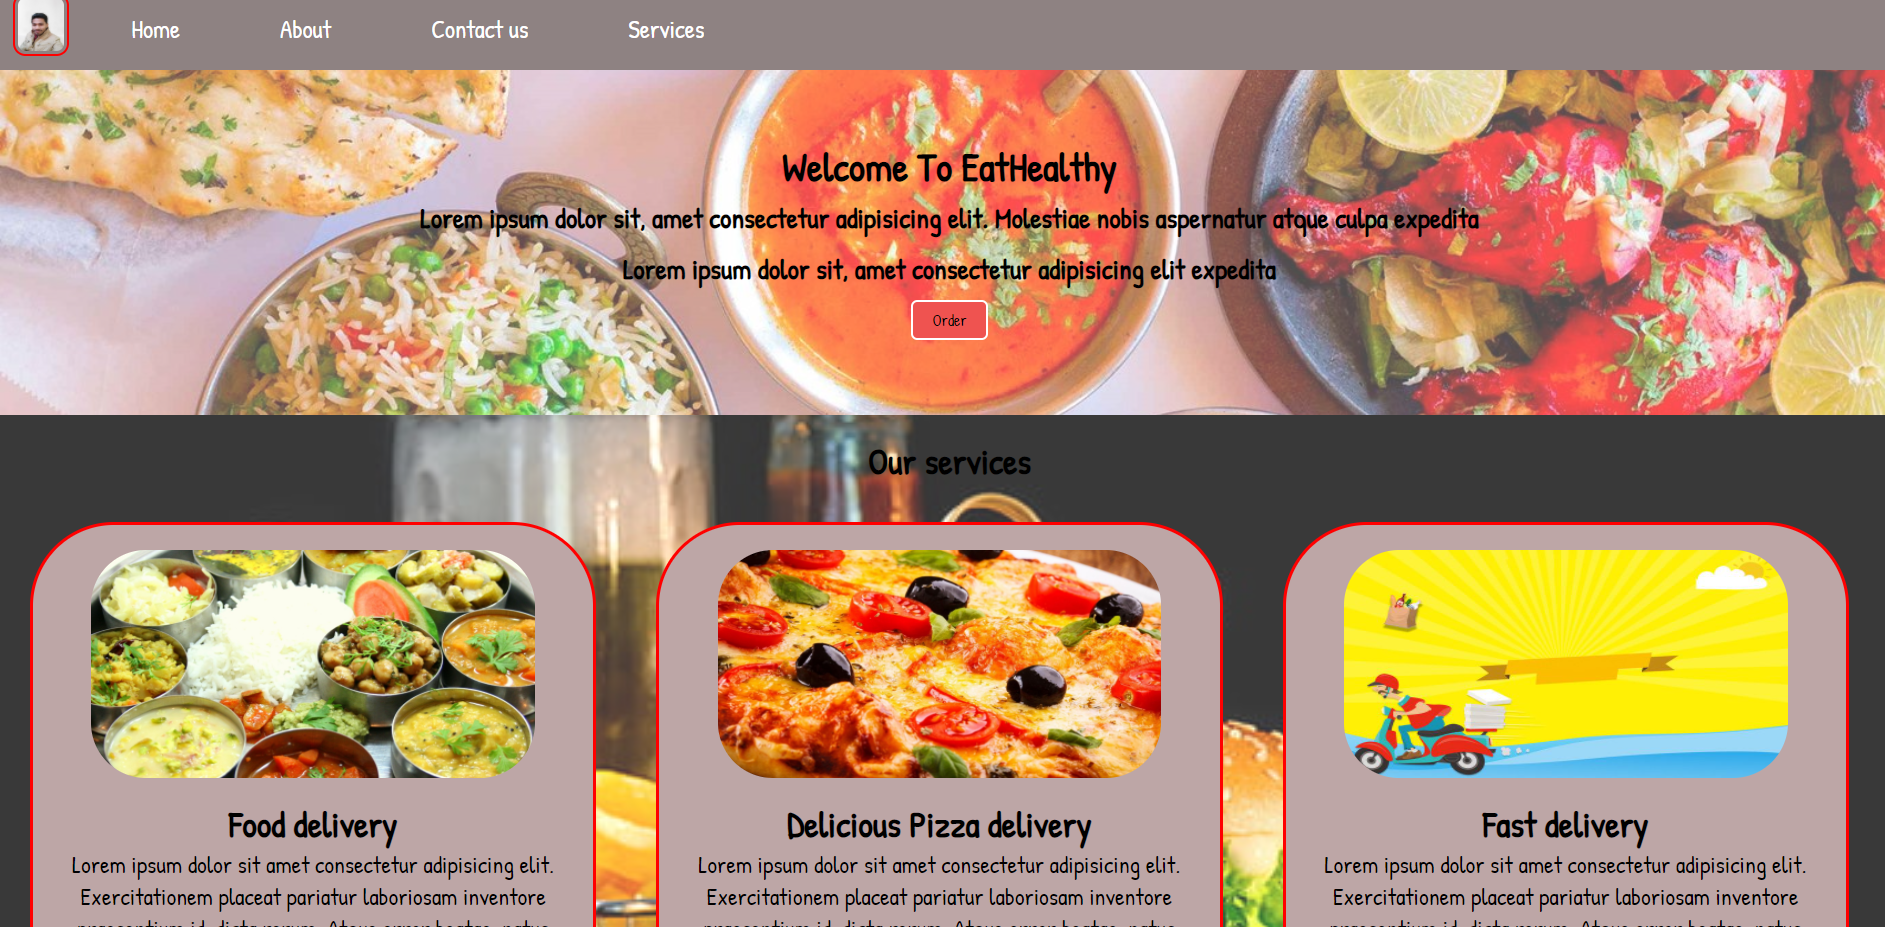 Home About Contact us Services
Welcome To EatHealthy
Lorem ipsum dolor sit, amet consectetur adipisicing elit. Molestiae nobis aspernatur atque culpa expedita
Lorem ipsum dolor sit, amet consectetur adipisicing elit expedita
Order
Our services
Food delivery
Lorem ipsum dolor sit amet consectetur adipisicing elit.
Exercitationem placeat pariatur laboriosam inventore
Delicious Pizza delivery
Lorem ipsum dolor sit amet consectetur adipisicing elit.
Exercitationem placeat pariatur laboriosam inventore
Fast delivery
Lorem ipsum dolor sit amet consectetur adipisicing elit.
Exercitationem placeat pariatur laboriosam inventore